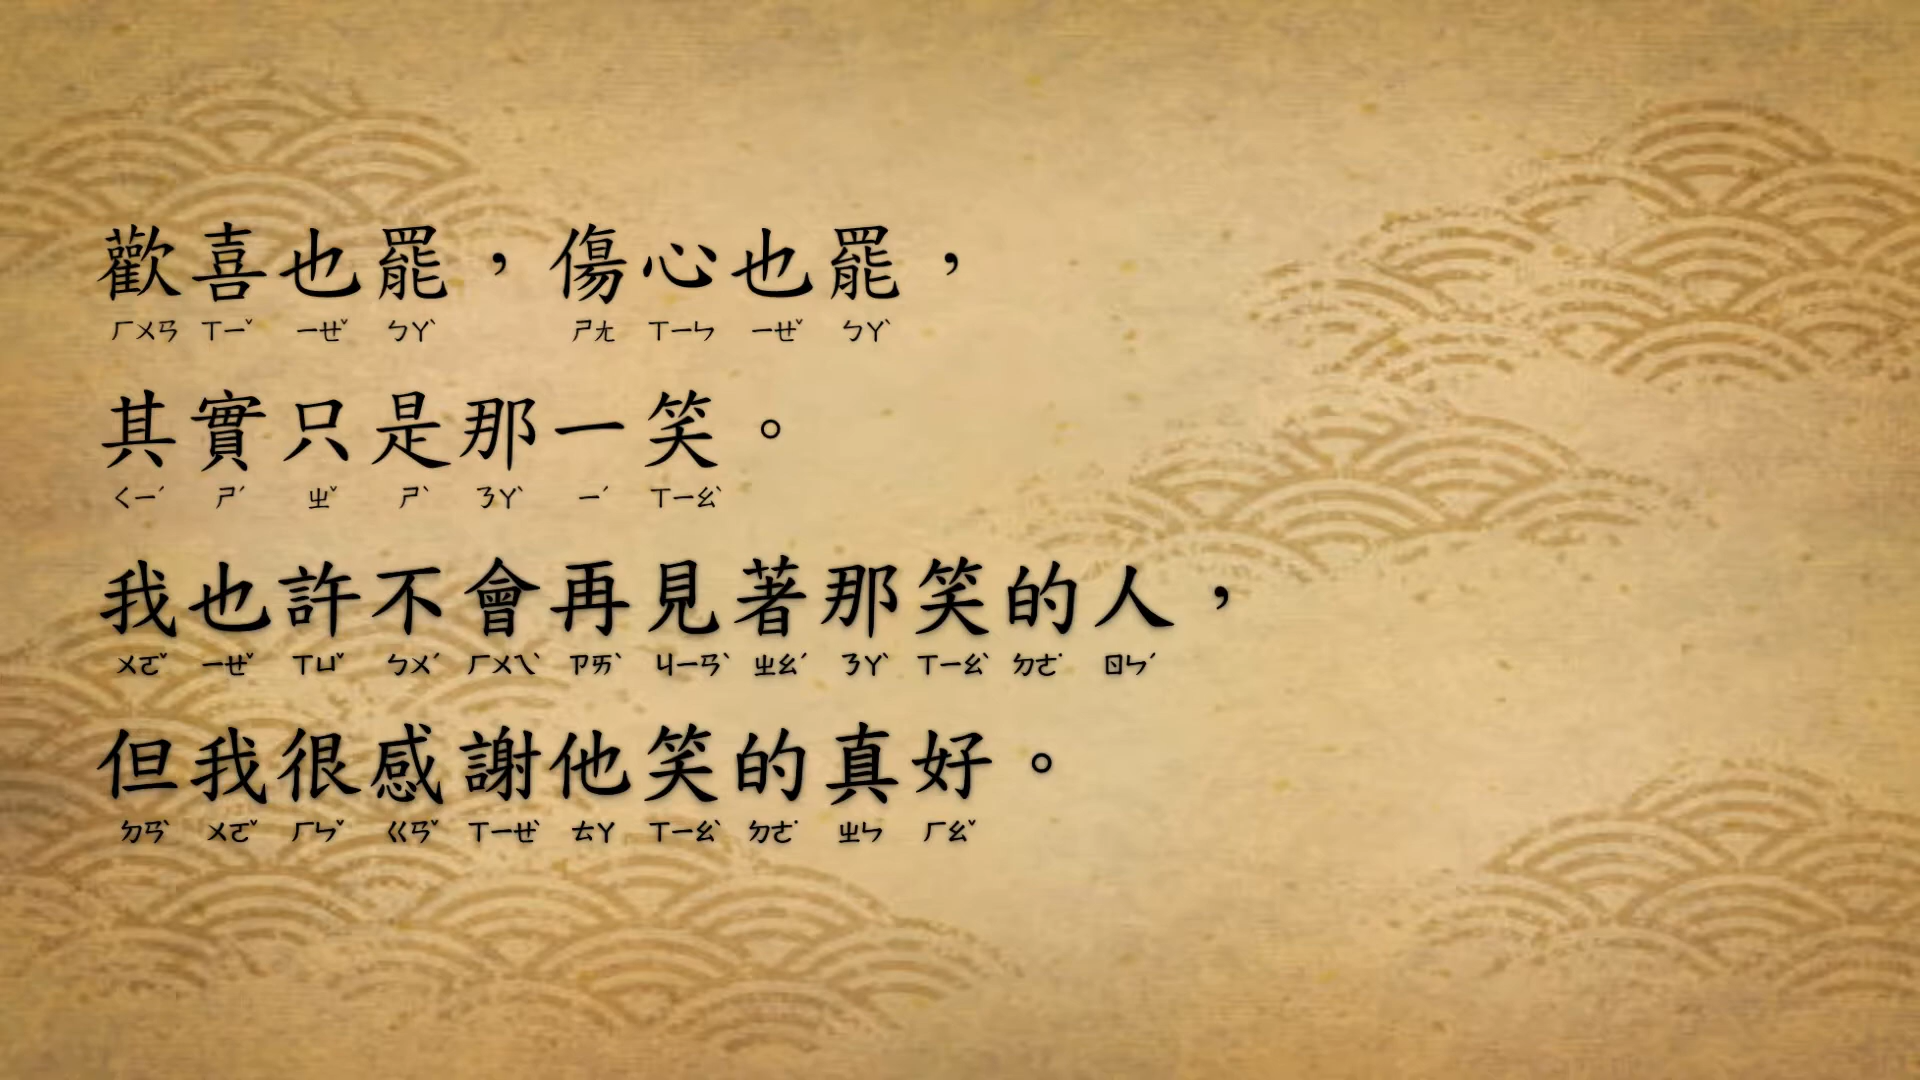 歡喜也罷，傷心也罷，
ㄏㄨㄢ ㄒㄧˇ ㄧㄝˇ ㄅㄚˋ ㄕㄤ ㄒㄧㄣ ㄧㄝˇ ㄅㄚˋ
其實只是那一笑。
ㄑㄧˊ ㄕˊ ㄓˇ ㄕˋ ㄋㄚˋ ㄧˊ ㄒㄧㄠˋ
我也許不會再見著那笑的人，
ㄨㄛˇ ㄧㄝˇ ㄒㄩˇ ㄅㄨˊ ㄏㄨㄟˋ ㄗㄞˋ ㄐㄧㄢˋ ㄓㄠˊ ㄋㄚˋ ㄒㄧㄠˋ ㄉㄜ˙ ㄖㄣˊ
但我很感謝他笑的真好。
ㄉㄢˋ ㄨㄛˇ ㄏㄣˇ ㄍㄢˇ ㄒㄧㄝˋ ㄊㄚ ㄒㄧㄠˋ ㄉㄜ˙ ㄓㄣ ㄏㄠˇ